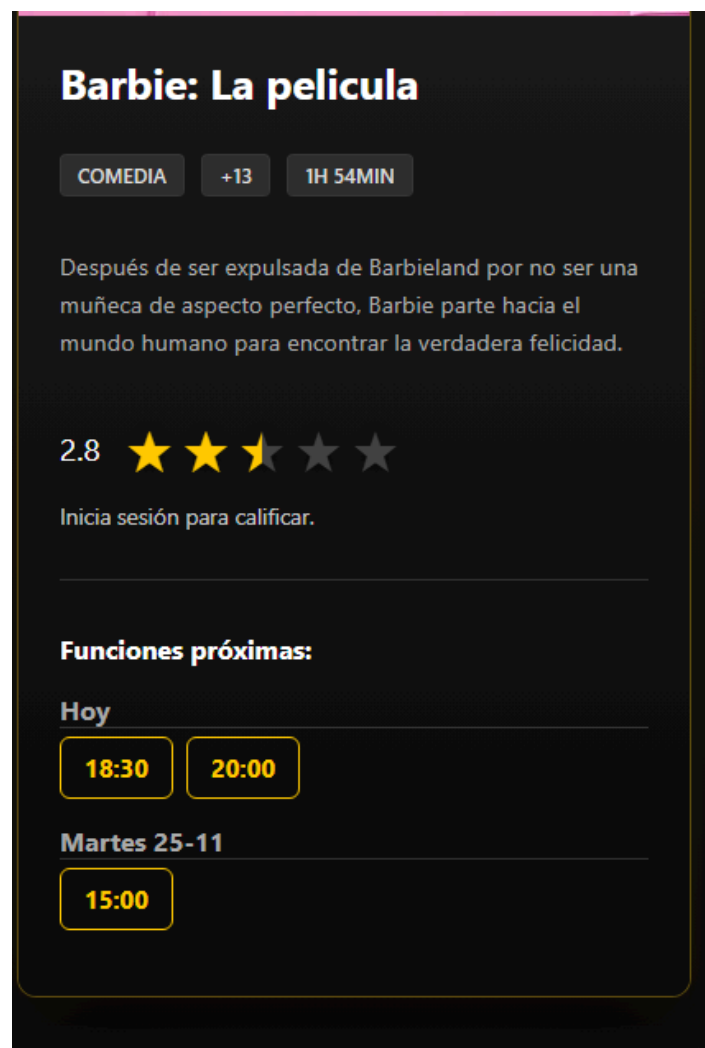 Barbie: La pelicula
COMEDIA +13 1H 54MIN
Después de ser expulsada de Barbieland por no ser una
muñeca de aspecto perfecto, Barbie parte hacia el
mundo humano para encontrar la verdadera felicidad.
2.8
Inicia sesión para calificar.
Funciones próximas:
Hoy
18:30 20:00
Martes 25-11
15:00